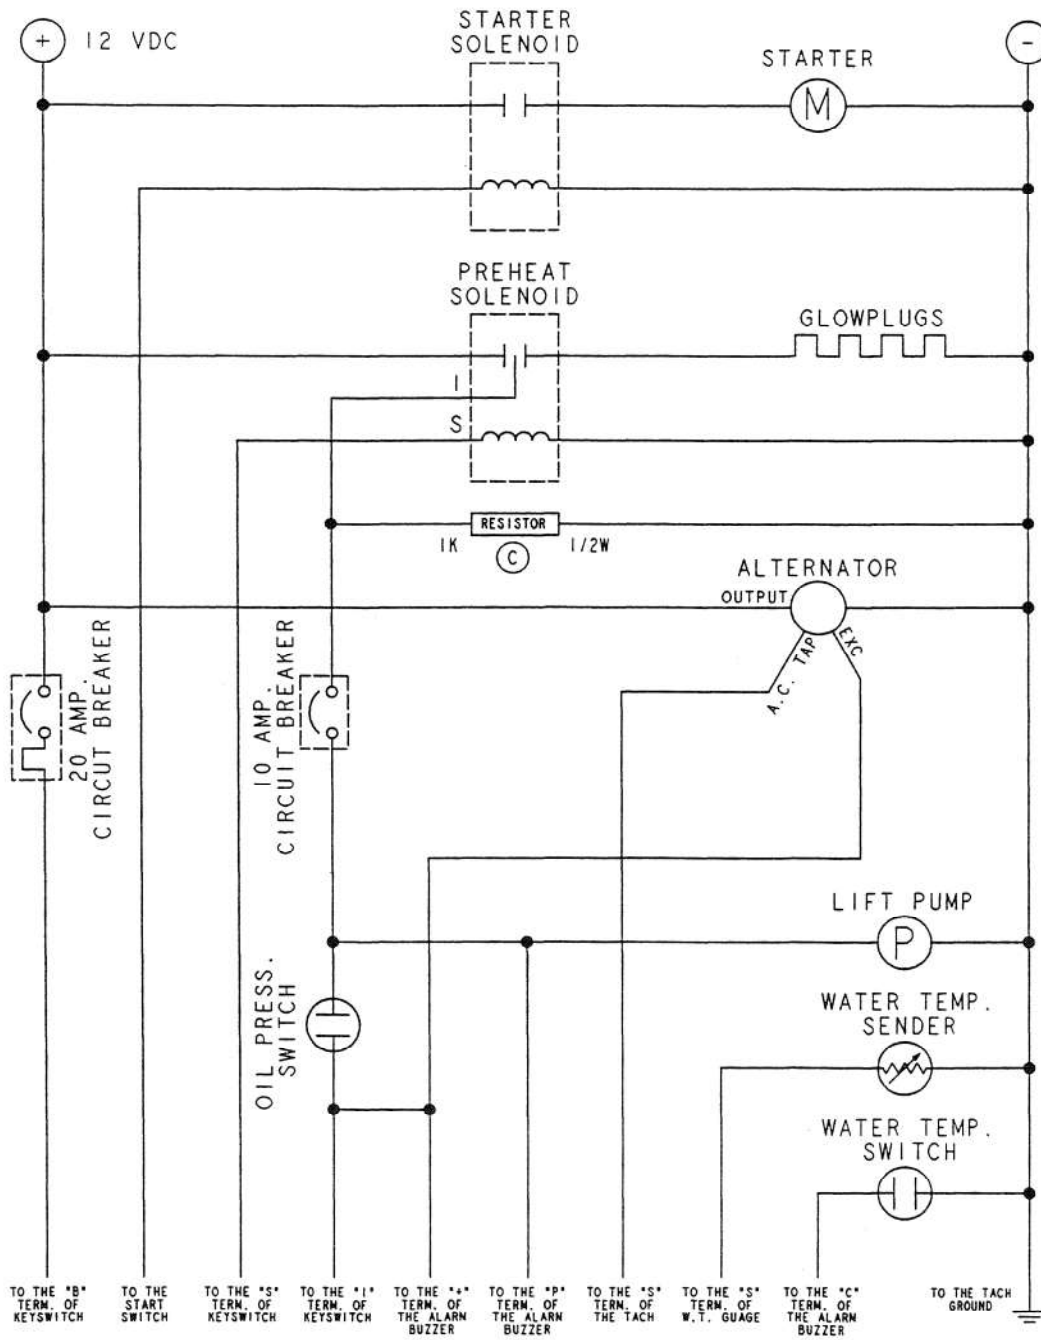 + 12 VDC
STARTER
SOLENOID
-
STARTER
M
PREHEAT
SOLENOID
GLOWPLUGS
I
S
RESISTOR
1K
C
1/2W
ALTERNATOR
OUTPUT
A.C. TAP
EXC
20 AMP.
CIRCUT BREAKER
10 AMP.
CIRCUIT BREAKER
LIFT PUMP
P
OIL PRESS.
SWITCH
WATER TEMP.
SENDER
WATER TEMP.
SWITCH
TO THE "B"
TERM. OF
KEYSWITCH
TO THE
START
SWITCH
TO THE "S"
TERM. OF
KEYSWITCH
TO THE "I"
TERM. OF
KEYSWITCH
TO THE "+"
TERM. OF
THE ALARM
BUZZER
TO THE "P"
TERM. OF
THE ALARM
BUZZER
TO THE "S"
TERM. OF
THE TACH
TO THE "S"
TERM. OF
W.T. GUAGE
TO THE "C"
TERM. OF
THE ALARM
BUZZER
TO THE TACH
GROUND